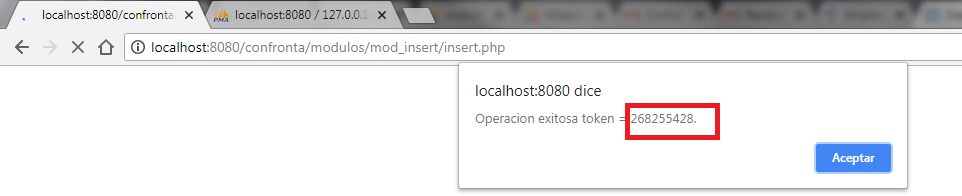 localhost:8080/confronta/
PMA
localhost:8080 / 127.0.0.1
localhost:8080/confronta/modulos/mod_insert/insert.php
localhost:8080 dice
Operacion exitosa token = 268255428.
Aceptar